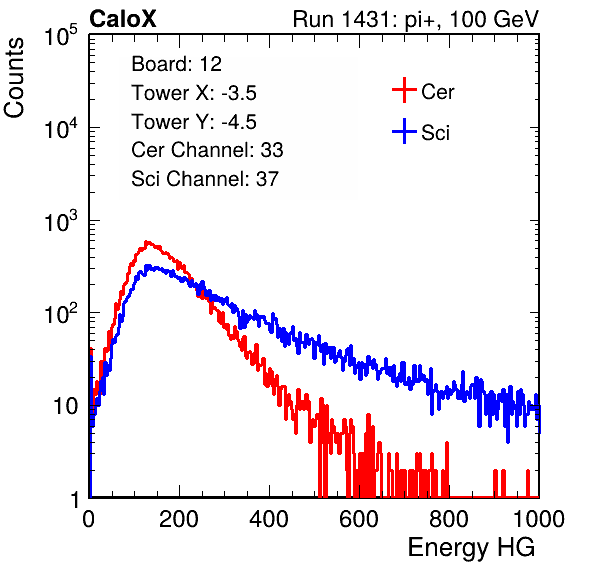 CaloX Run 1431: pi+, 100 GeV
Counts
Board: 12
Tower X: -3.5
Tower Y: -4.5
Cer Channel: 33
Sci Channel: 37
Cer
Sci
10^5
10^4
10^3
10^2
10
1
0 200 400 600 800 1000
Energy HG